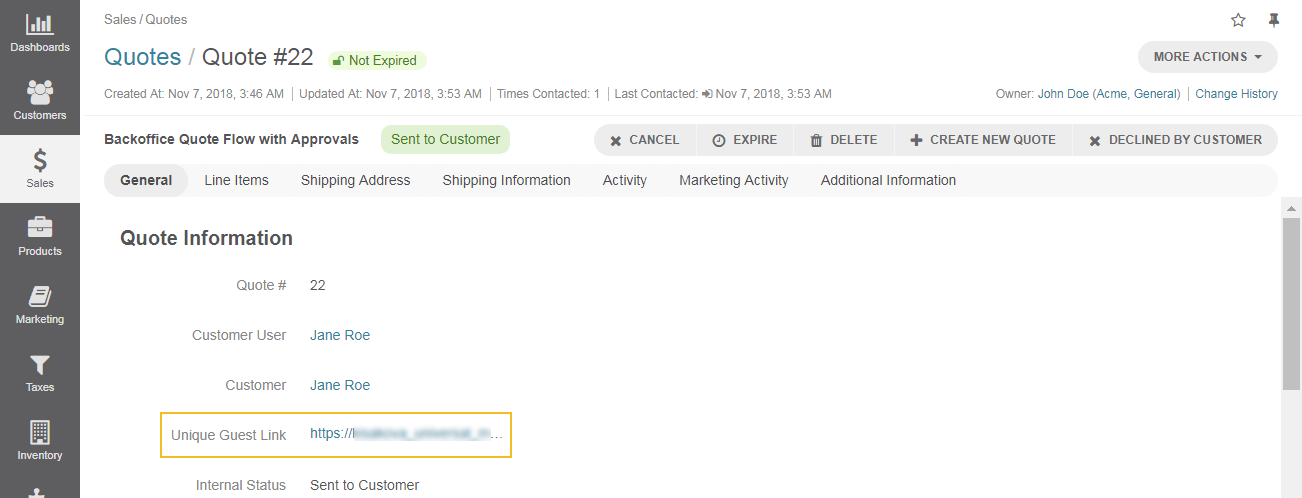 Sales / Quotes
Quotes / Quote #22 Not Expired
MORE ACTIONS
Created At: Nov 7, 2018, 3:46 AM Updated At: Nov 7, 2018, 3:53 AM Times Contacted: 1 Last Contacted: Nov 7, 2018, 3:53 AM
Owner: John Doe (Acme, General) Change History
Backoffice Quote Flow with Approvals Sent to Customer
CANCEL EXPIRE DELETE CREATE NEW QUOTE DECLINED BY CUSTOMER
General Line Items Shipping Address Shipping Information Activity Marketing Activity Additional Information
Dashboards
Customers
Sales
Products
Marketing
Taxes
Inventory
Quote Information
Quote # 22
Customer User Jane Roe
Customer Jane Roe
Unique Guest Link https://
Internal Status Sent to Customer